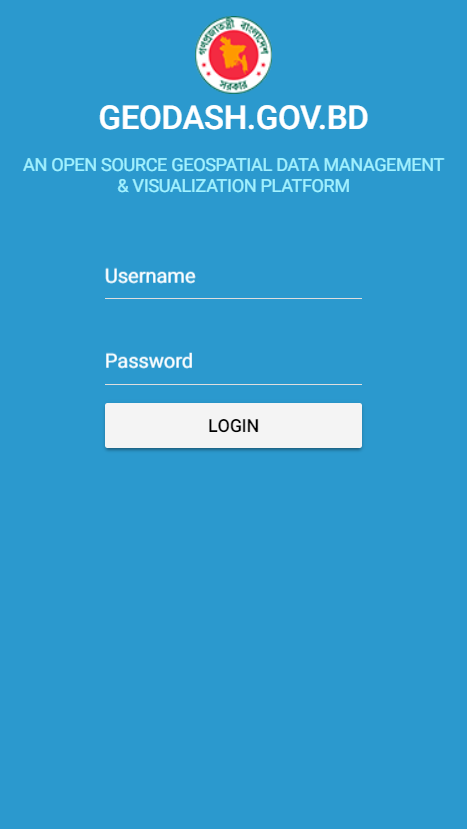 গণপ্রজাতন্ত্রী বাংলাদেশ
সরকার
GEODASH.GOV.BD
AN OPEN SOURCE GEOSPATIAL DATA MANAGEMENT
& VISUALIZATION PLATFORM
Username
Password
LOGIN